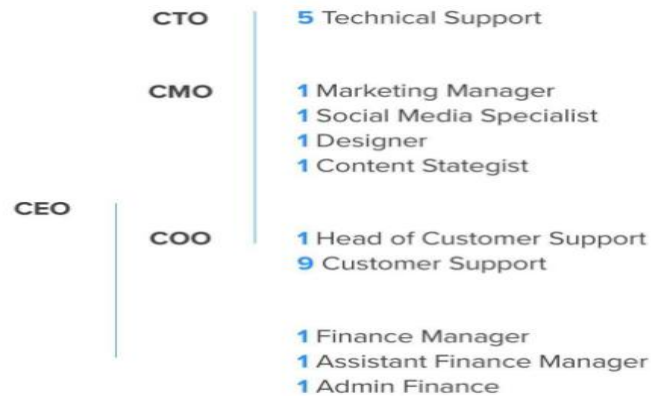 CTO
5 Technical Support
CMO
1 Marketing Manager
1 Social Media Specialist
1 Designer
1 Content Stategist
CEO
COO
1 Head of Customer Support
9 Customer Support
1 Finance Manager
1 Assistant Finance Manager
1 Admin Finance